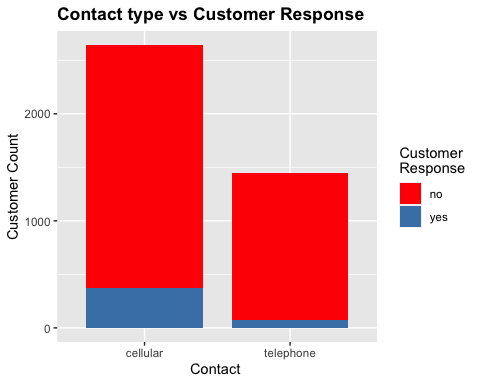 Contact type vs Customer Response
Customer Count
2000
1000
0
cellular
telephone
Contact
Customer
Response
no
yes